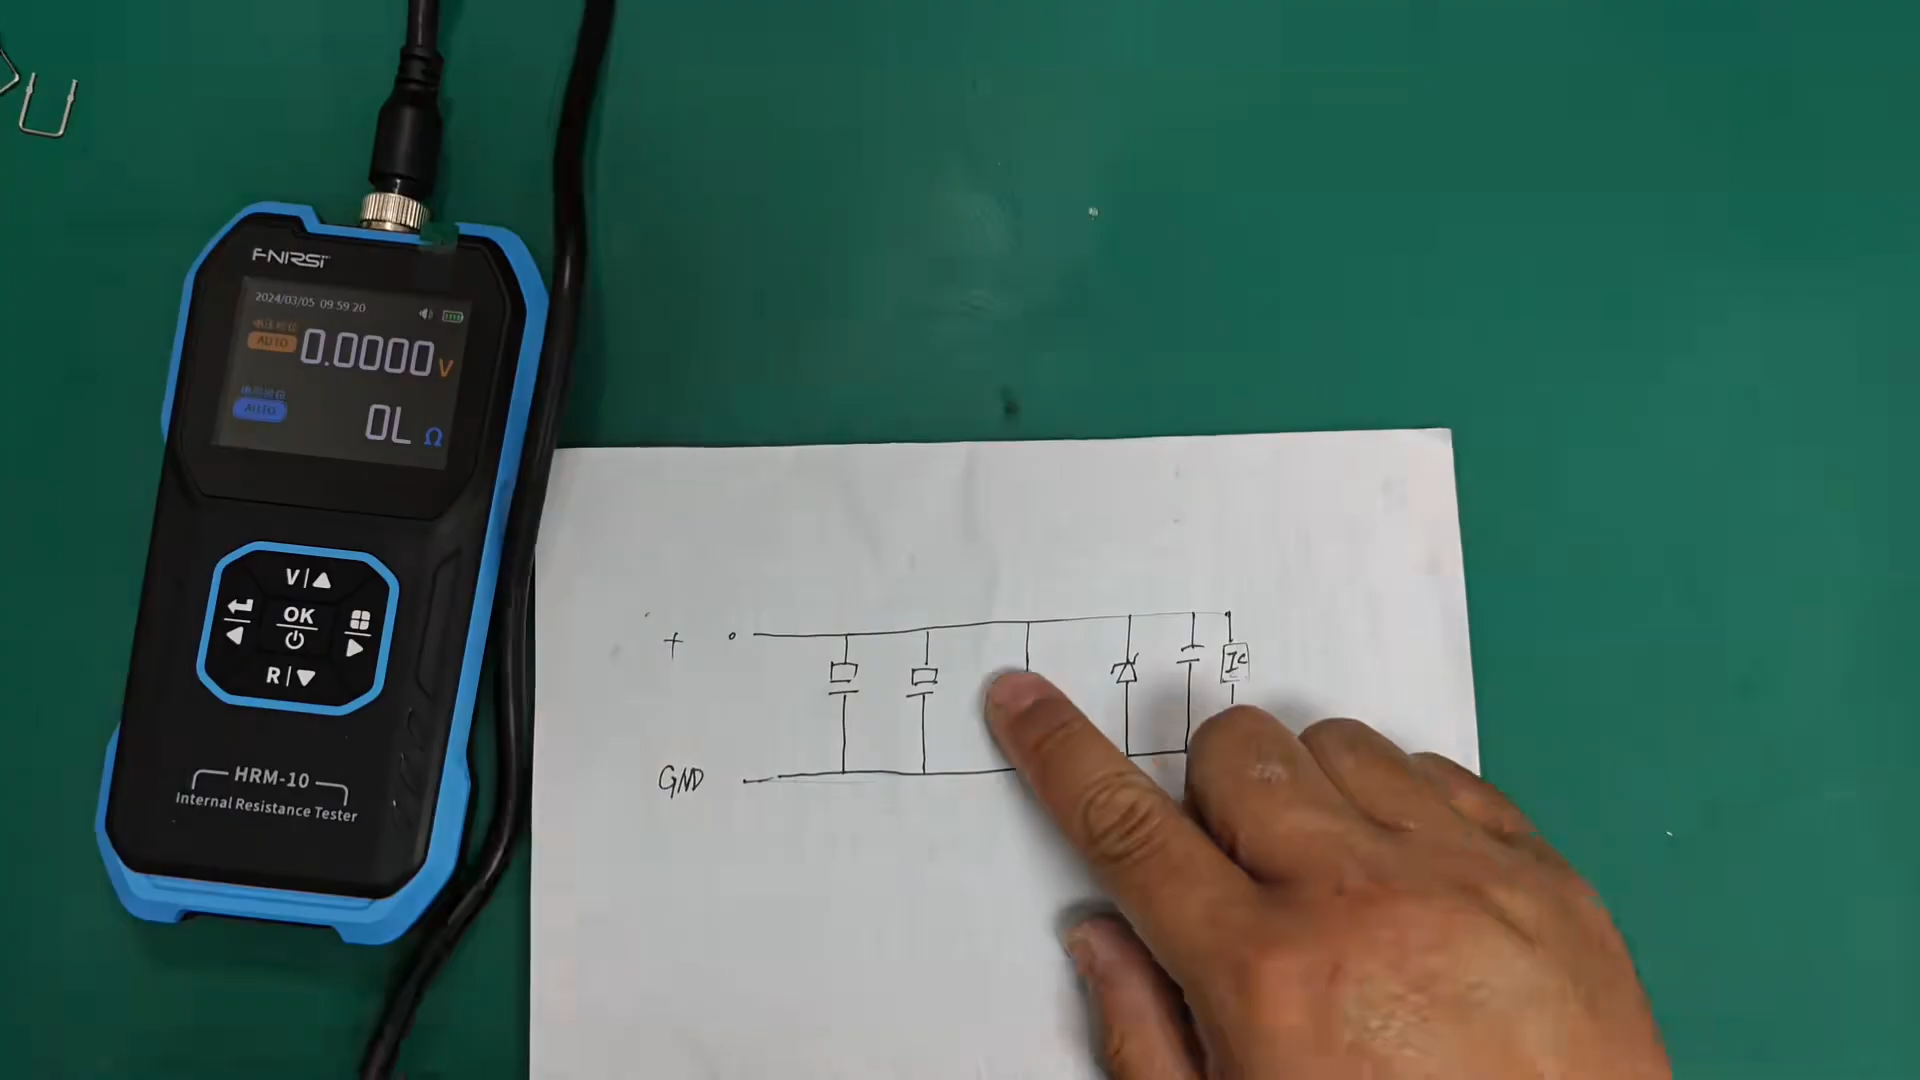 FNIRSI
2024/03/05 09:59:20
AUTO
0.0000 V
AUTO
OL Ω
V|▲
OK
R|▼
HRM-10
Internal Resistance Tester
+
IC
GND